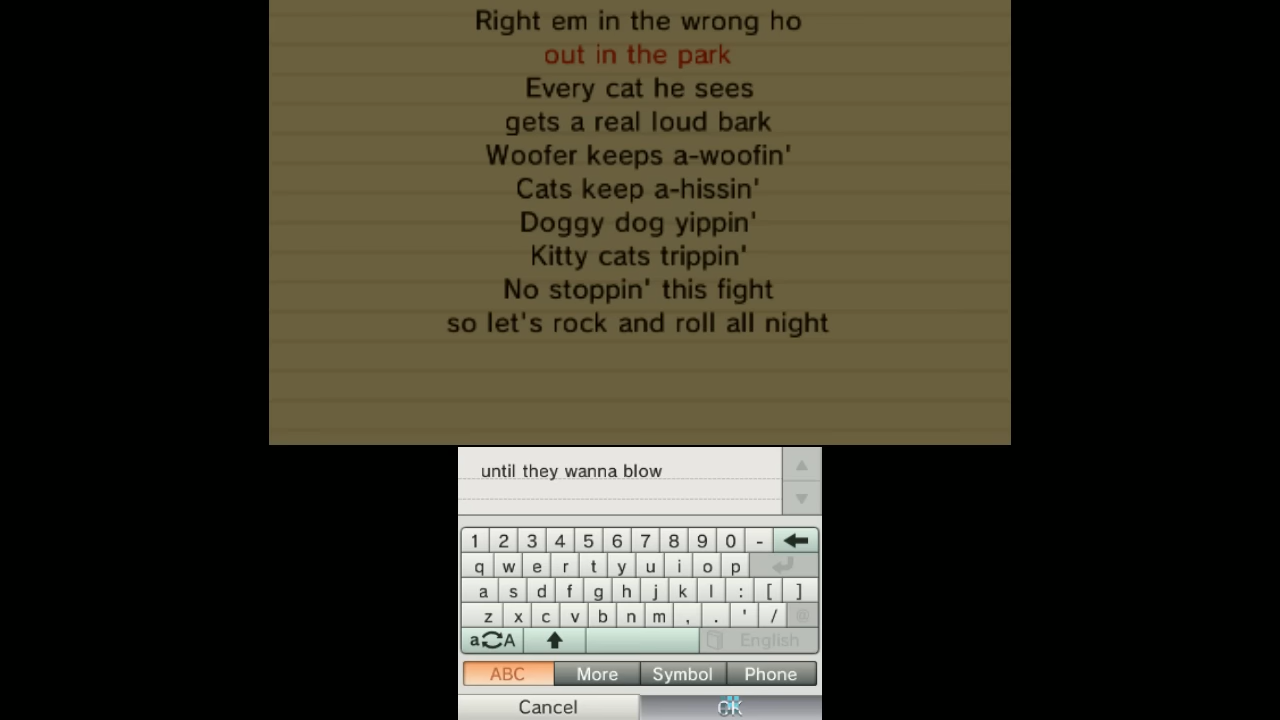 Right em in the wrong ho
out in the park
Every cat he sees
gets a real loud bark
Woofer keeps a-woofin'
Cats keep a-hissin'
Doggy dog yippin'
Kitty cats trippin'
No stoppin' this fight
so let's rock and roll all night
until they wanna blow
1 2 3 4 5 6 7 8 9 0 -
q w e r t y u i o p
a s d f g h j k l : [ ]
z x c v b n m , . ' / @
a A English
ABC More Symbol Phone
Cancel OK